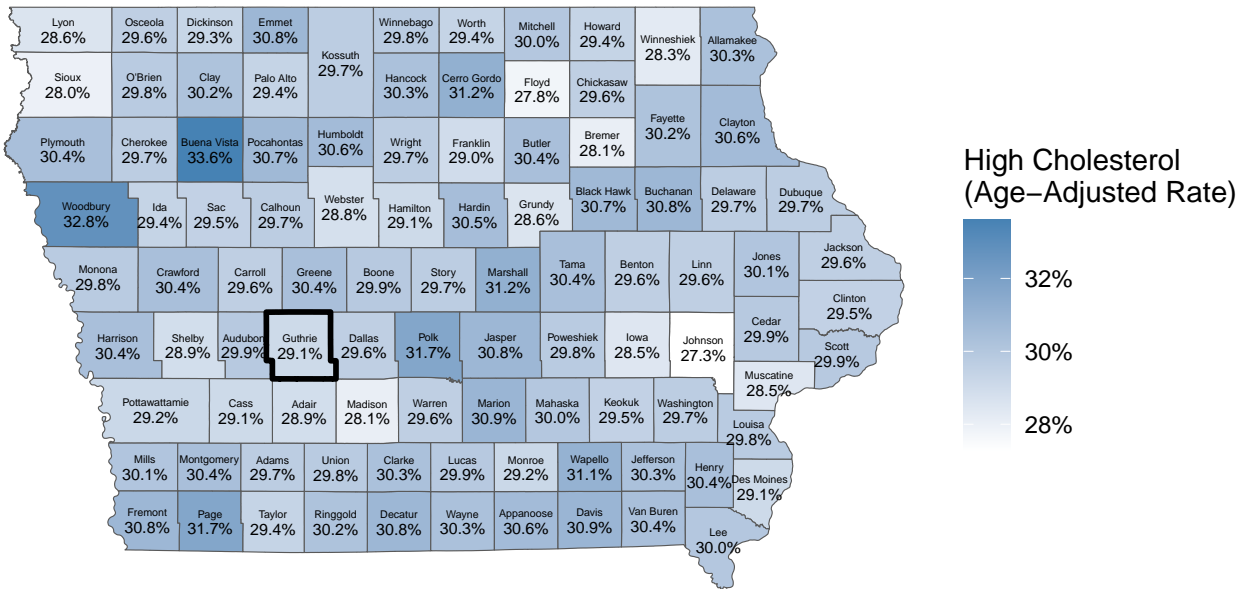 Lyon
28.6%
Osceola
29.6%
Dickinson
29.3%
Emmet
30.8%
Kossuth
29.7%
Winnebago
29.8%
Worth
29.4%
Mitchell
30.0%
Howard
29.4%
Winneshiek
28.3%
Allamakee
30.3%
Sioux
28.0%
O'Brien
29.8%
Clay
30.2%
Palo Alto
29.4%
Hancock
30.3%
Cerro Gordo
31.2%
Floyd
27.8%
Chickasaw
29.6%
Fayette
30.2%
Clayton
30.6%
Plymouth
30.4%
Cherokee
29.7%
Buena Vista
33.6%
Pocahontas
30.7%
Humboldt
30.6%
Wright
29.7%
Franklin
29.0%
Butler
30.4%
Bremer
28.1%
Woodbury
32.8%
Ida
29.4%
Sac
29.5%
Calhoun
29.7%
Webster
28.8%
Hamilton
29.1%
Hardin
30.5%
Grundy
28.6%
Black Hawk
30.7%
Buchanan
30.8%
Delaware
29.7%
Dubuque
29.7%
Monona
29.8%
Crawford
30.4%
Carroll
29.6%
Greene
30.4%
Boone
29.9%
Story
29.7%
Marshall
31.2%
Tama
30.4%
Benton
29.6%
Linn
29.6%
Jones
30.1%
Jackson
29.6%
Clinton
29.5%
Harrison
30.4%
Shelby
28.9%
Audubon
29.9%
Guthrie
29.1%
Dallas
29.6%
Polk
31.7%
Jasper
30.8%
Poweshiek
29.8%
Iowa
28.5%
Johnson
27.3%
Cedar
29.9%
Scott
29.9%
Muscatine
28.5%
Pottawattamie
29.2%
Cass
29.1%
Adair
28.9%
Madison
28.1%
Warren
29.6%
Marion
30.9%
Mahaska
30.0%
Keokuk
29.5%
Washington
29.7%
Louisa
29.8%
Mills
30.1%
Montgomery
30.4%
Adams
29.7%
Union
29.8%
Clarke
30.3%
Lucas
29.9%
Monroe
29.2%
Wapello
31.1%
Jefferson
30.3%
Henry
30.4%
Des Moines
29.1%
Fremont
30.8%
Page
31.7%
Taylor
29.4%
Ringgold
30.2%
Decatur
30.8%
Wayne
30.3%
Appanoose
30.6%
Davis
30.9%
Van Buren
30.4%
Lee
30.0%
High Cholesterol
(Age−Adjusted Rate)
32%
30%
28%